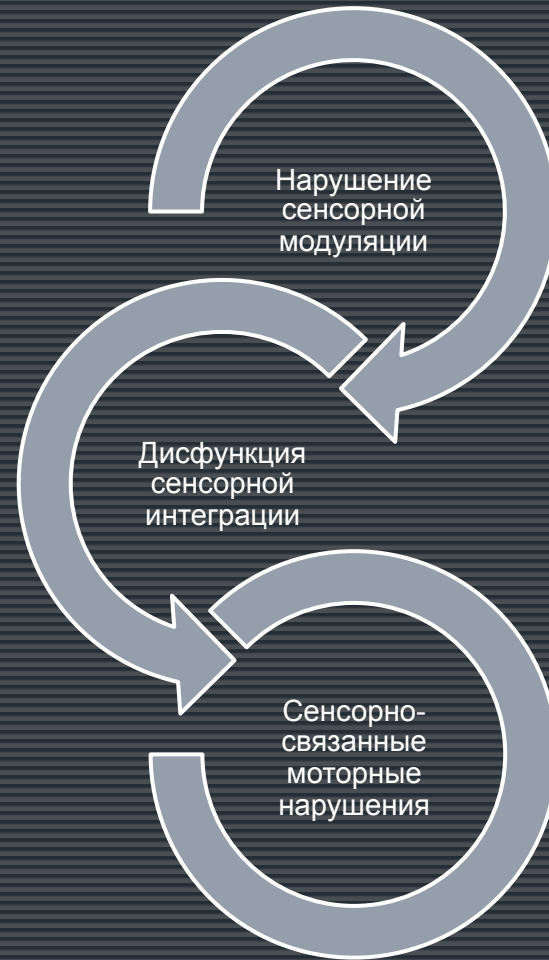 Нарушение
сенсорной
модуляции
Дисфункция
сенсорной
интеграции
Сенсорно-
связанные
моторные
нарушения